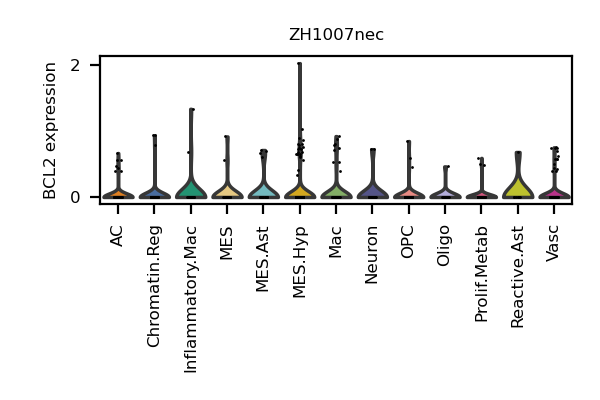 ZH1007nec
BCL2 expression
2
0
AC
Chromatin.Reg
Inflammatory.Mac
MES
MES.Ast
MES.Hyp
Mac
Neuron
OPC
Oligo
Prolif.Metab
Reactive.Ast
Vasc